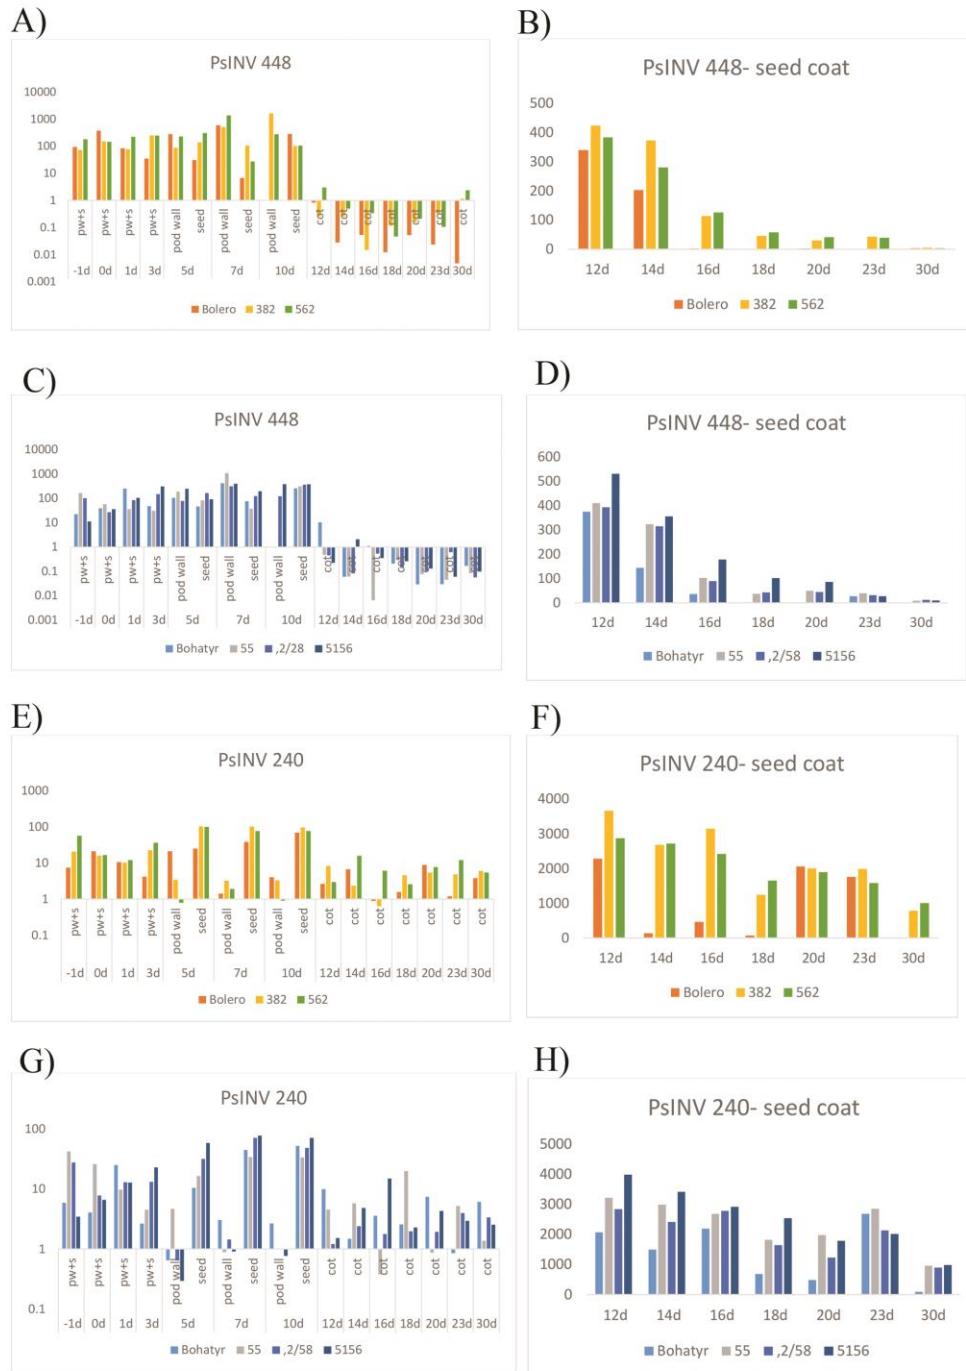 A)
PsINV 448
10000
1000
100
10
1
0.1
0.01
0.001
pw+s pw+s pw+s pw+s pod wall seed pod wall seed pod wall seed cot cot cot cot cot cot cot
-1d 0d 1d 3d 5d 7d 10d 12d 14d 16d 18d 20d 23d 30d
Bolero 382 562
B)
PsINV 448- seed coat
500
400
300
200
100
0
12d 14d 16d 18d 20d 23d 30d
Bolero 382 562
C)
PsINV 448
10000
1000
100
10
1
0.1
0.01
0.001
pw+s pw+s pw+s pw+s pod wall seed pod wall seed pod wall seed cot cot cot cot cot cot cot
-1d 0d 1d 3d 5d 7d 10d 12d 14d 16d 18d 20d 23d 30d
Bohatyr 55 ,2/28 5156
D)
PsINV 448- seed coat
600
500
400
300
200
100
0
12d 14d 16d 18d 20d 23d 30d
Bohatyr 55 ,2/58 5156
E)
PsINV 240
1000
100
10
1
0.1
pw+s pw+s pw+s pw+s pod wall seed pod wall seed pod wall seed cot cot cot cot cot cot cot
-1d 0d 1d 3d 5d 7d 10d 12d 14d 16d 18d 20d 23d 30d
Bolero 382 562
F)
PsINV 240- seed coat
4000
3000
2000
1000
0
12d 14d 16d 18d 20d 23d 30d
Bolero 382 562
G)
PsINV 240
100
10
1
0.1
pw+s pw+s pw+s pw+s pod wall seed pod wall seed pod wall seed cot cot cot cot cot cot cot
-1d 0d 1d 3d 5d 7d 10d 12d 14d 16d 18d 20d 23d 30d
Bohatyr 55 ,2/58 5156
H)
PsINV 240- seed coat
5000
4000
3000
2000
1000
0
12d 14d 16d 18d 20d 23d 30d
Bohatyr 55 ,2/58 5156